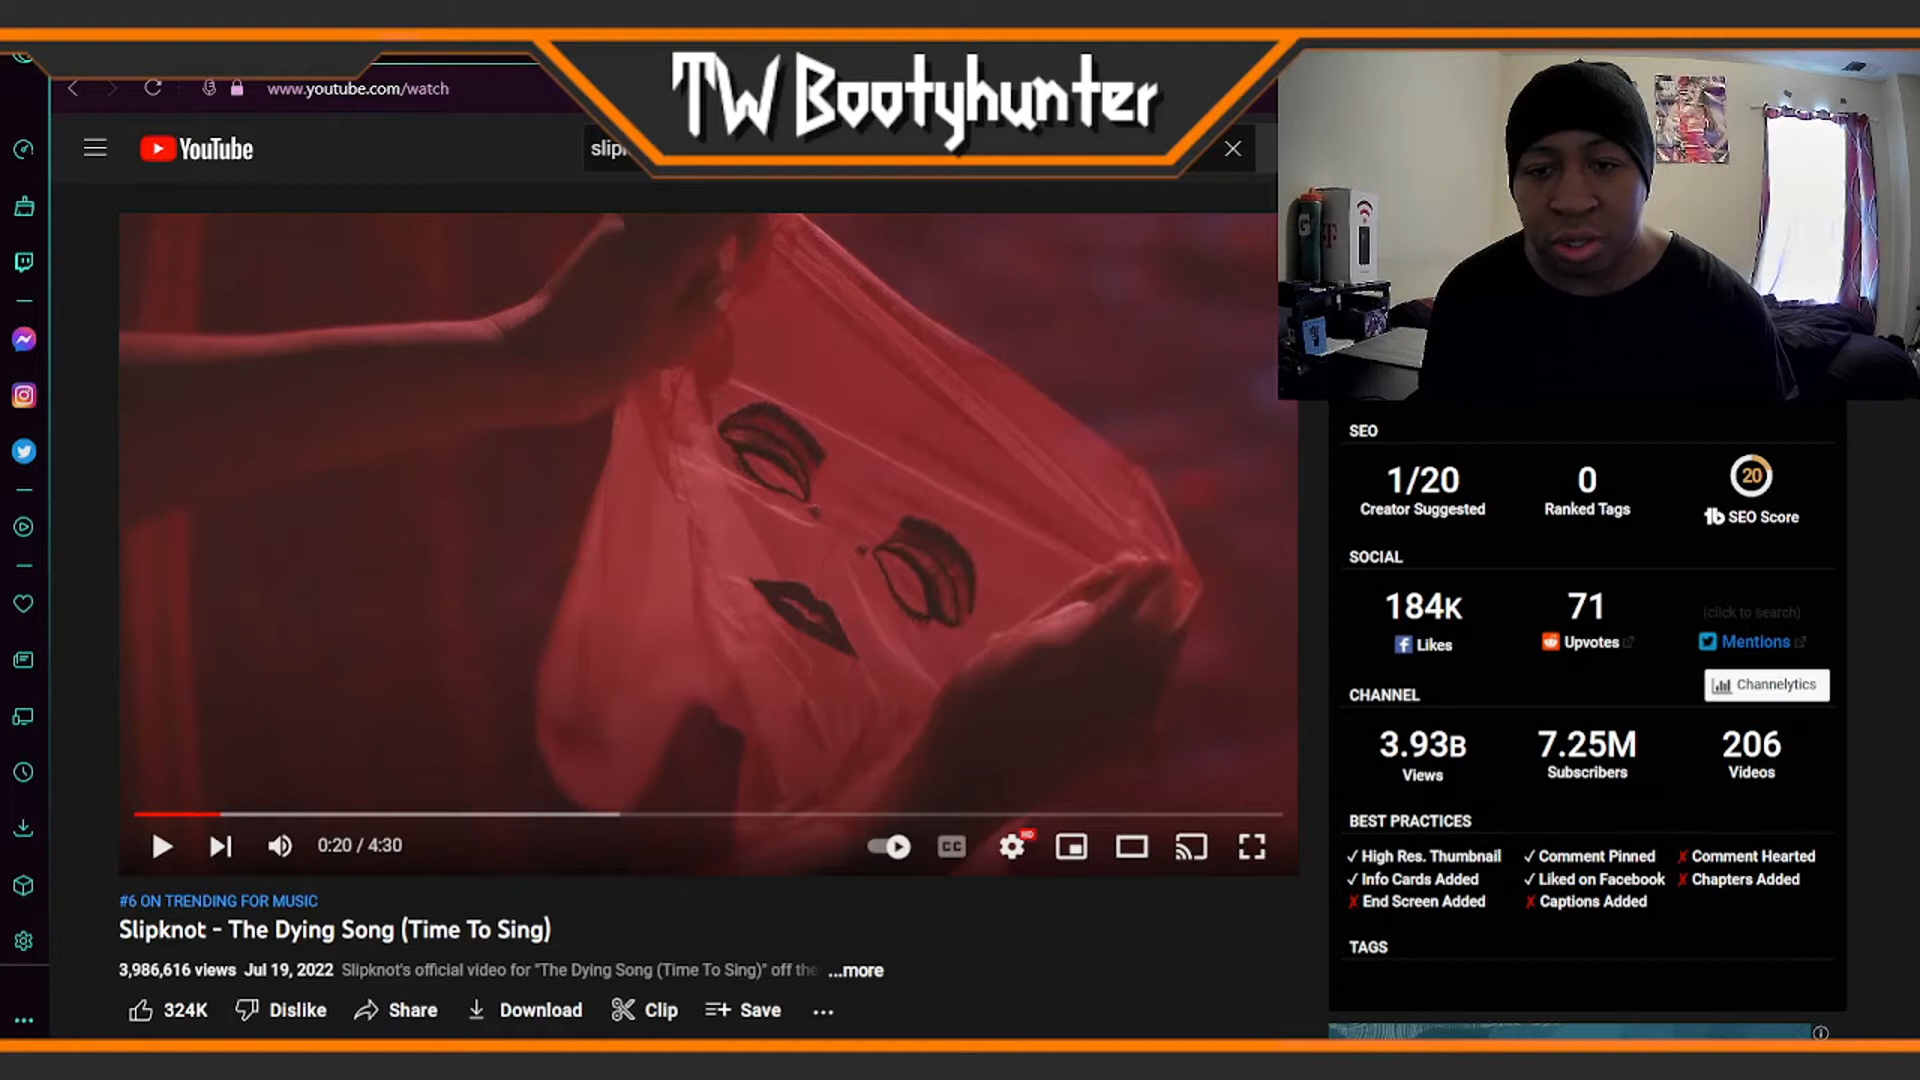 TW Bootyhunter
www.youtube.com/watch
YouTube
SEO
1/20
0
20
Creator Suggested
Ranked Tags
tb SEO Score
SOCIAL
184K
71
(click to search)
Likes
Upvotes
Mentions
Channelytics
CHANNEL
3.93B
7.25M
206
Views
Subscribers
Videos
BEST PRACTICES
✓ High Res. Thumbnail
✓ Comment Pinned
✗ Comment Hearted
✓ Info Cards Added
✓ Liked on Facebook
✗ Chapters Added
✗ End Screen Added
✗ Captions Added
TAGS
0:20 / 4:30
CC
HD
#6 ON TRENDING FOR MUSIC
Slipknot - The Dying Song (Time To Sing)
3,986,616 views Jul 19, 2022 Slipknot's official video for "The Dying Song (Time To Sing)" off the ...more
324K
Dislike
Share
Download
Clip
Save